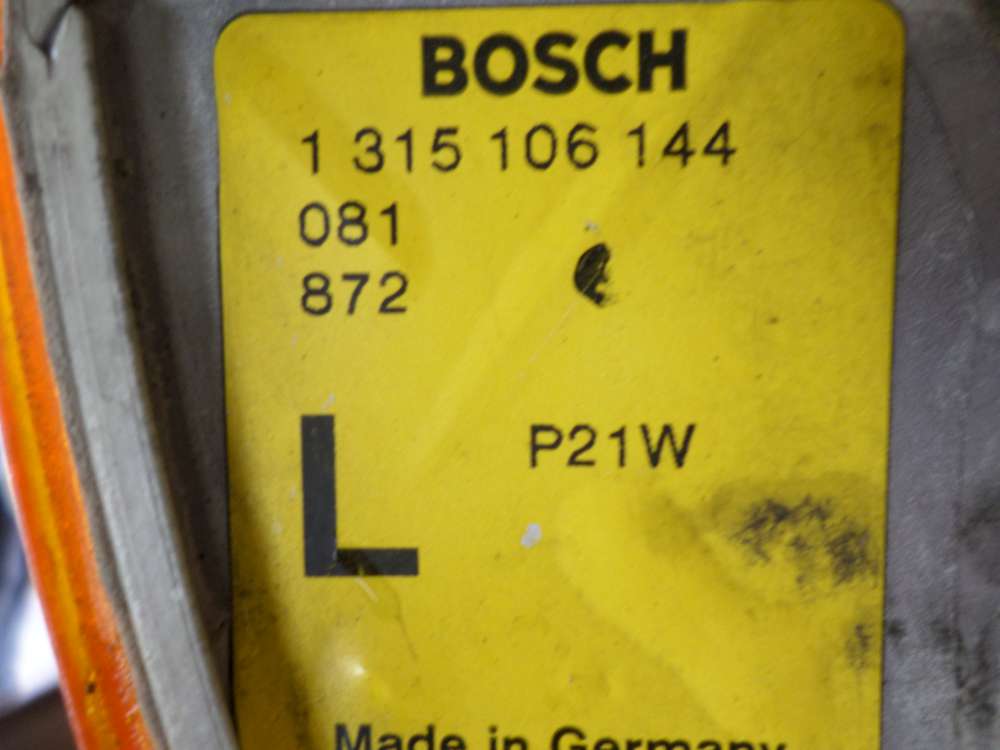 BOSCH
1 315 106 144
081
872
L
P21W
Made in Germany